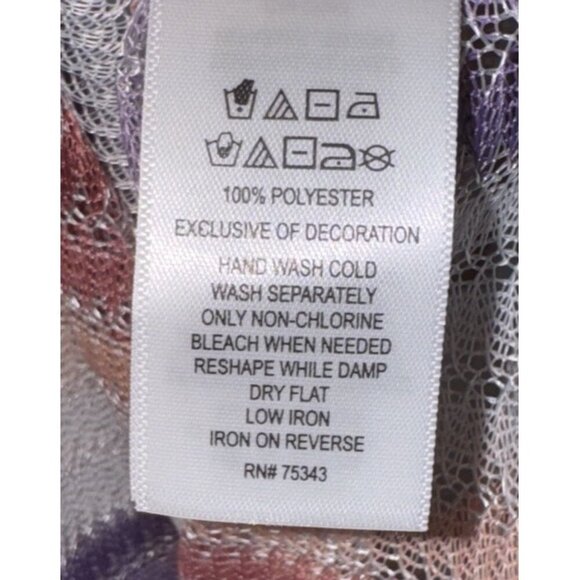 100% POLYESTER
EXCLUSIVE OF DECORATION
HAND WASH COLD
WASH SEPARATELY
ONLY NON-CHLORINE
BLEACH WHEN NEEDED
RESHAPE WHILE DAMP
DRY FLAT
LOW IRON
IRON ON REVERSE
RN# 75343